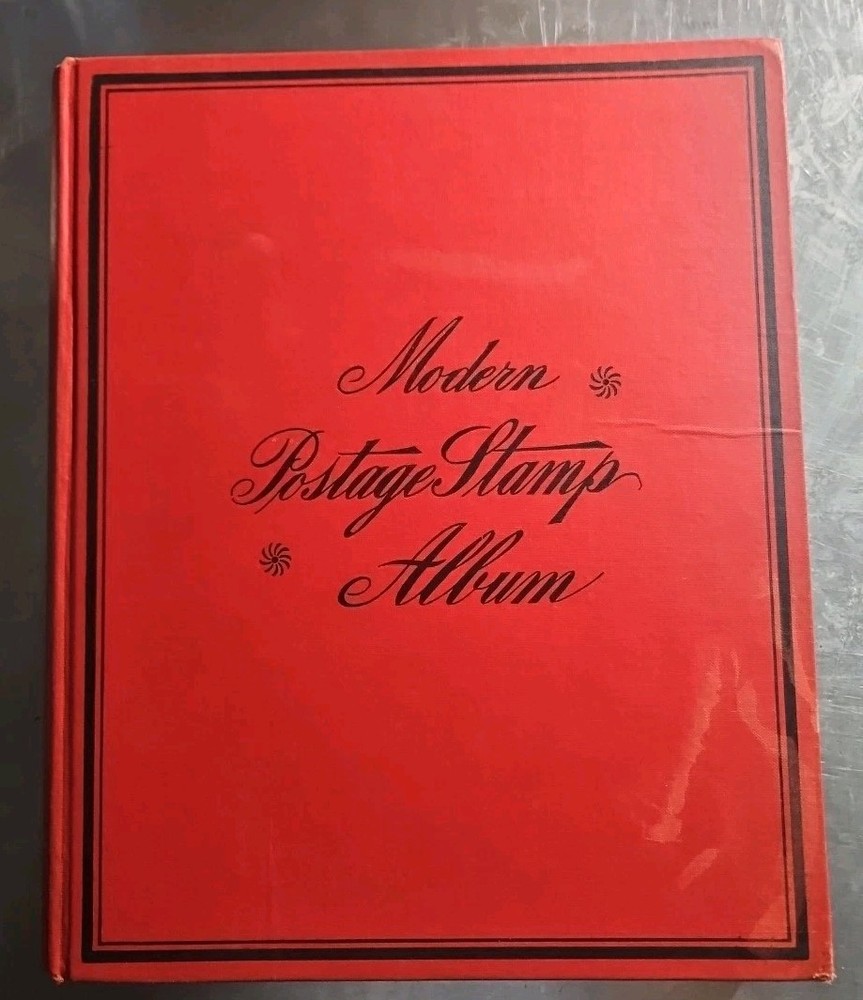 Modern
Postage Stamp
Album